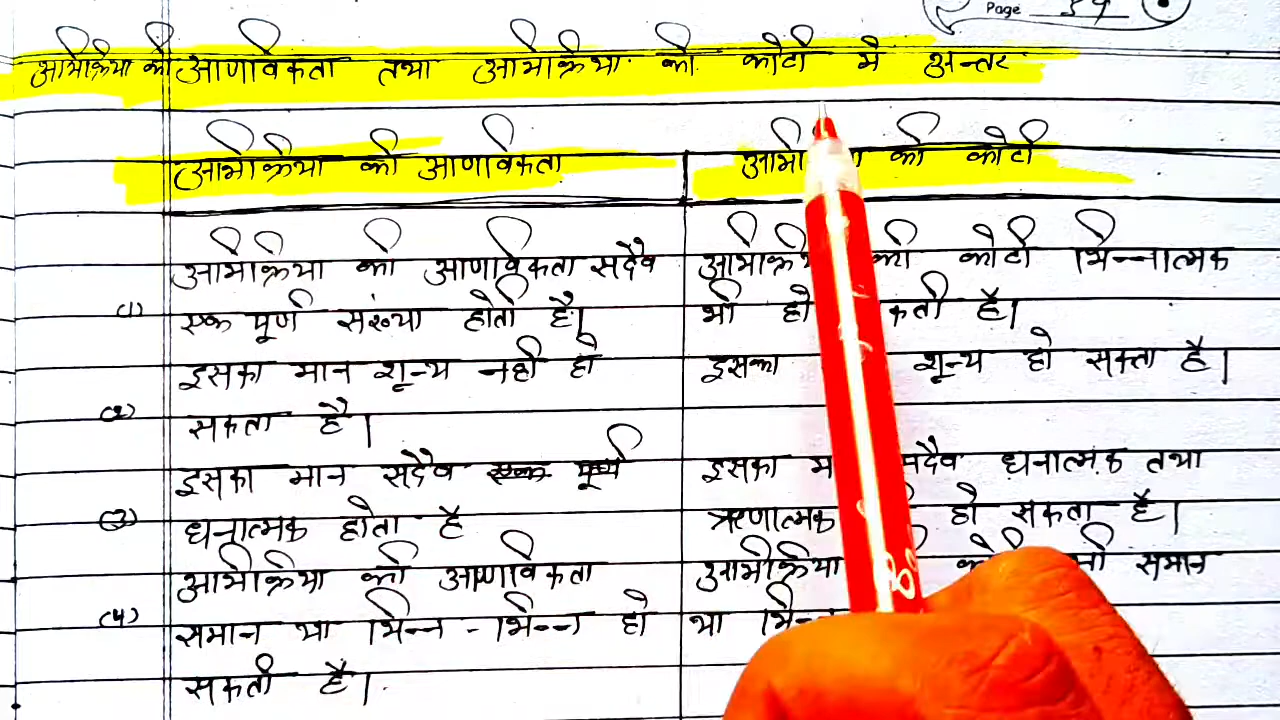 Page 54
अभिक्रिया की आणविकता तथा अभिक्रिया की कोटी में अन्तर
अभिक्रिया की आणविकता
की कोटी
(1) अभिक्रिया की आणविकता सदैव
एक पूर्ण संख्या होती है।
की कोटी भिन्नात्मक
भी हो कती है।
(2) इसका मान शून्य नही हो
सकता है।
इसका शून्य हो सकता है।
(3) इसका मान सदैव
धनात्मक होता है
इसका सदैव धनात्मक तथा
ऋणात्मक हो सकता है।
(4) अभिक्रिया की आणविकता
समान या भिन्न-भिन्न हो
सकती है।
अभिक्रिया भी समान
या